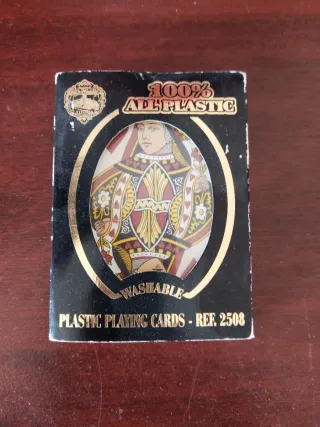 100%
ALL PLASTIC
WASHABLE
PLASTIC PLAYING CARDS - REF. 2508